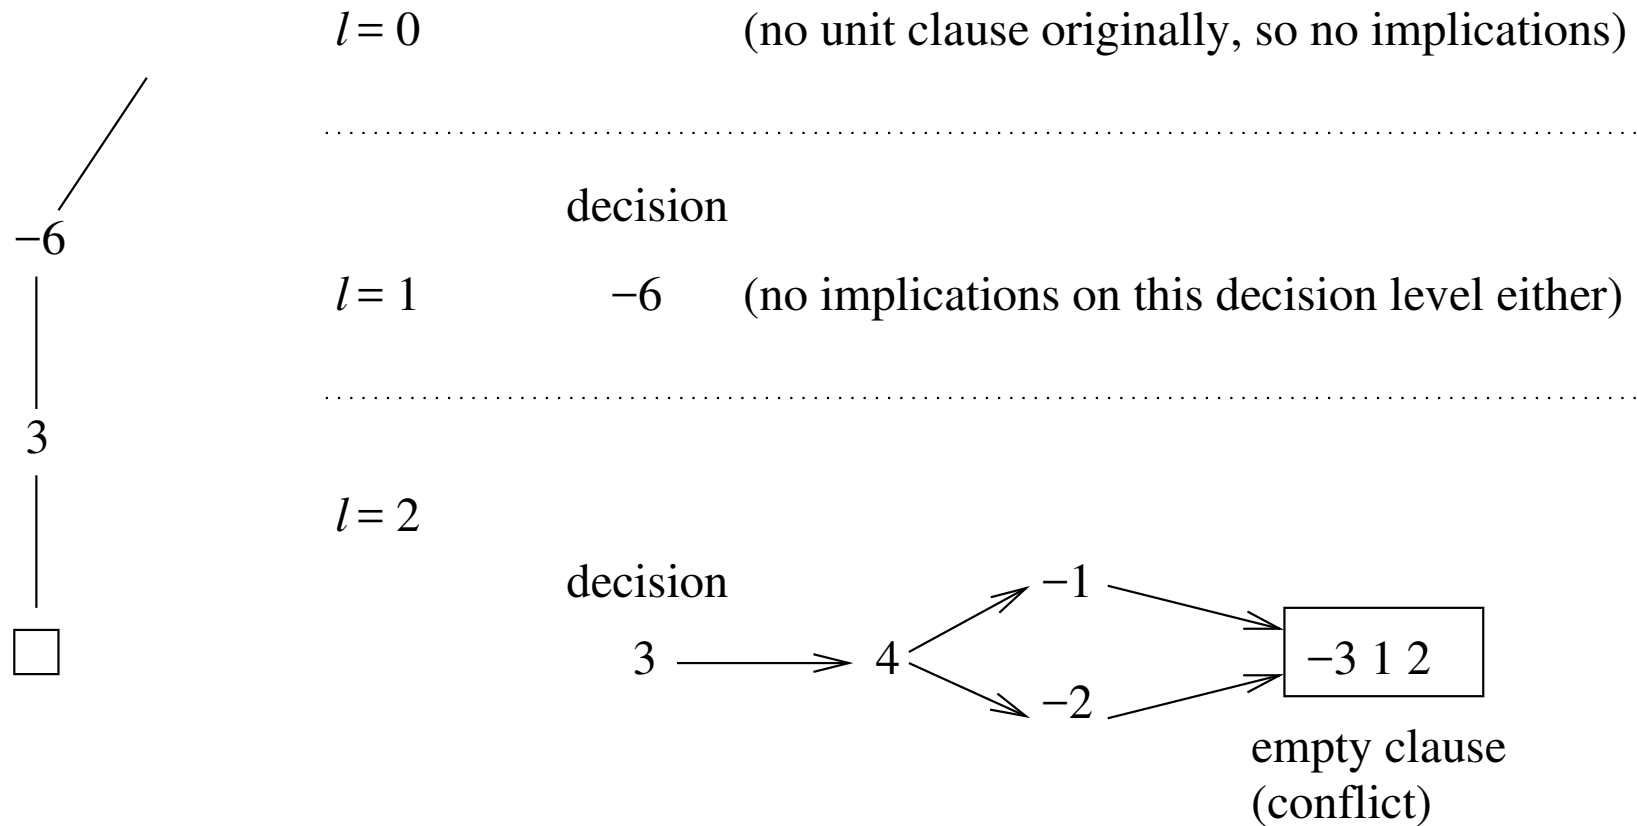 l = 0 (no unit clause originally, so no implications)
decision
−6
l = 1 −6 (no implications on this decision level either)
3
l = 2
decision
−1
3 4 −3 1 2
−2
empty clause
(conflict)